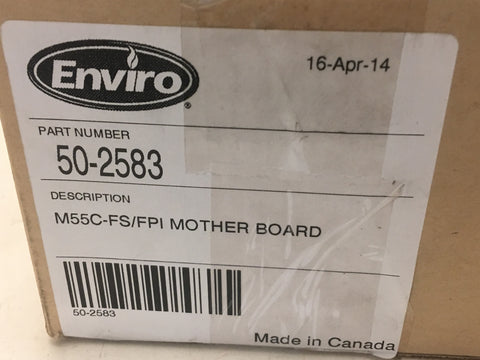 Enviro
16-Apr-14
PART NUMBER
50-2583
DESCRIPTION
M55C-FS/FPI MOTHER BOARD
50-2583
Made in Canada